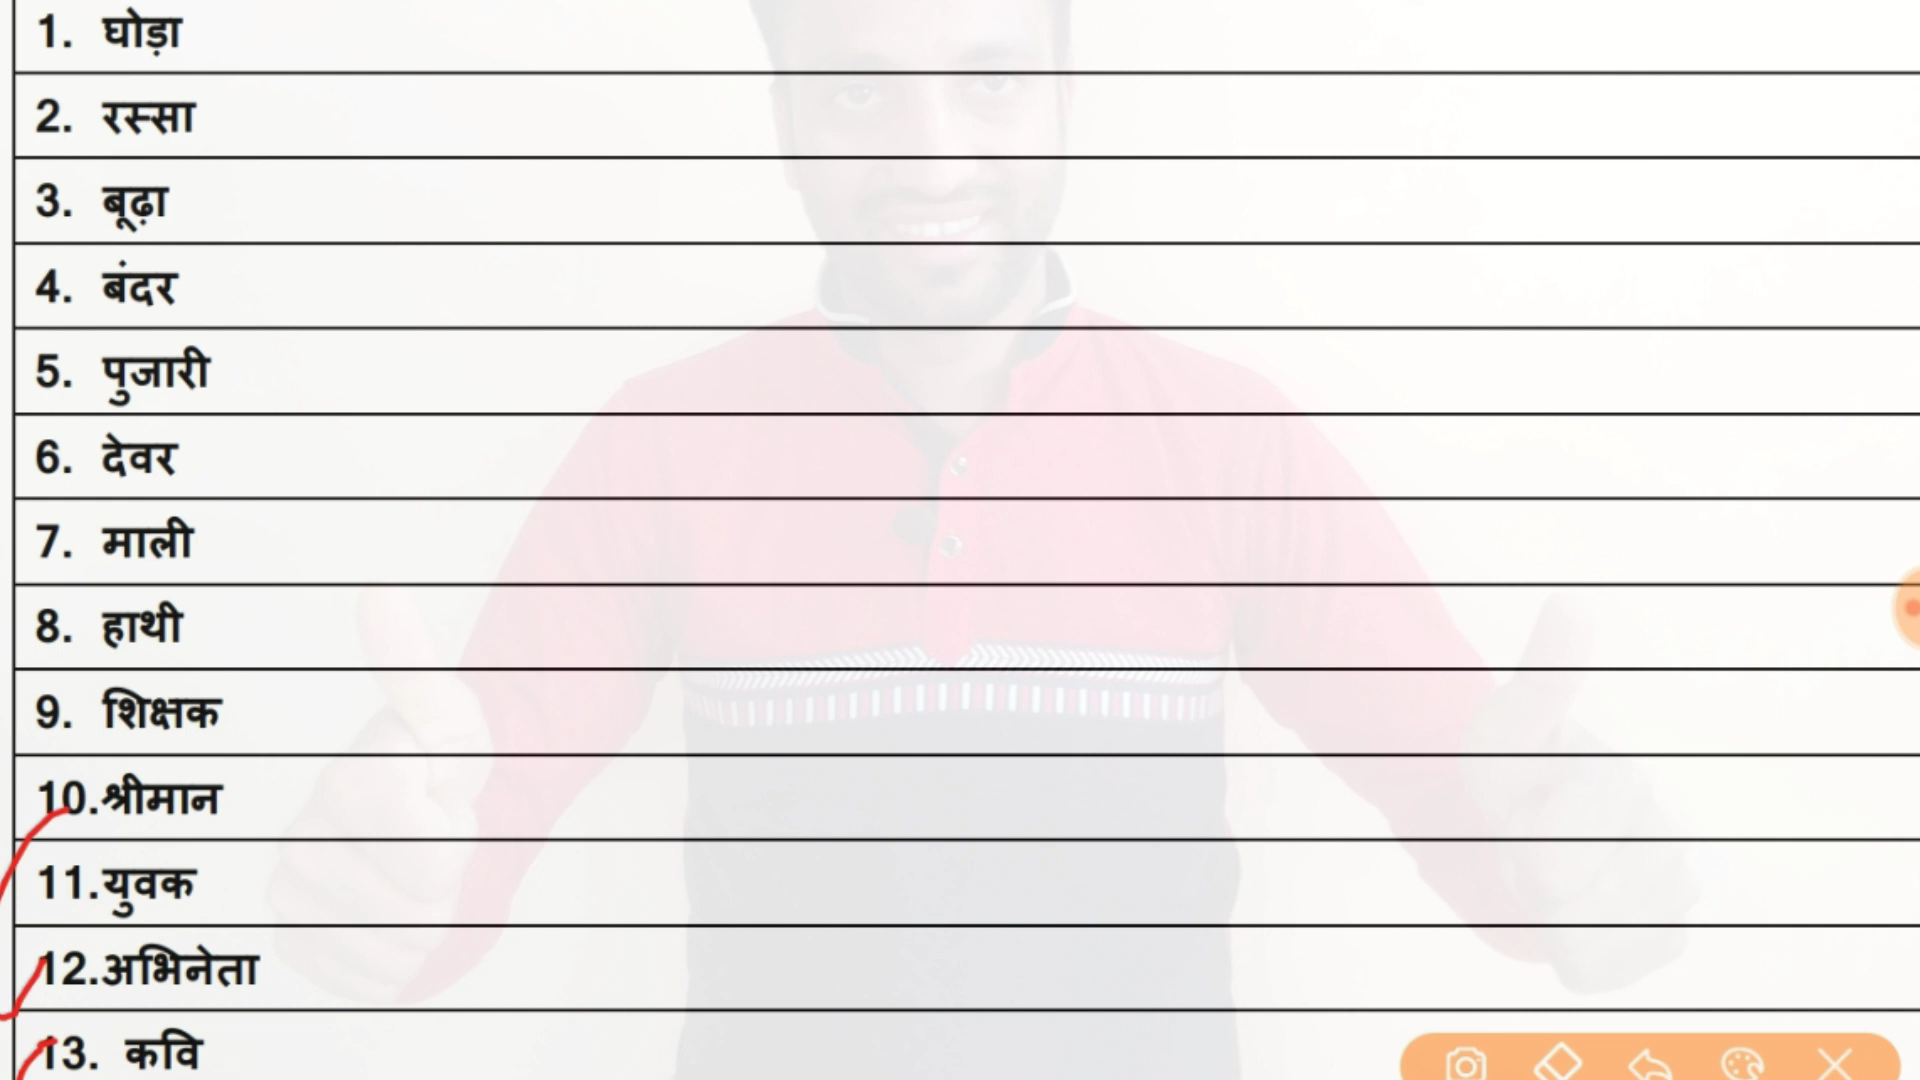 1. घोड़ा
2. रस्सा
3. बूढ़ा
4. बंदर
5. पुजारी
6. देवर
7. माली
8. हाथी
9. शिक्षक
10.श्रीमान
11.युवक
12.अभिनेता
13. कवि